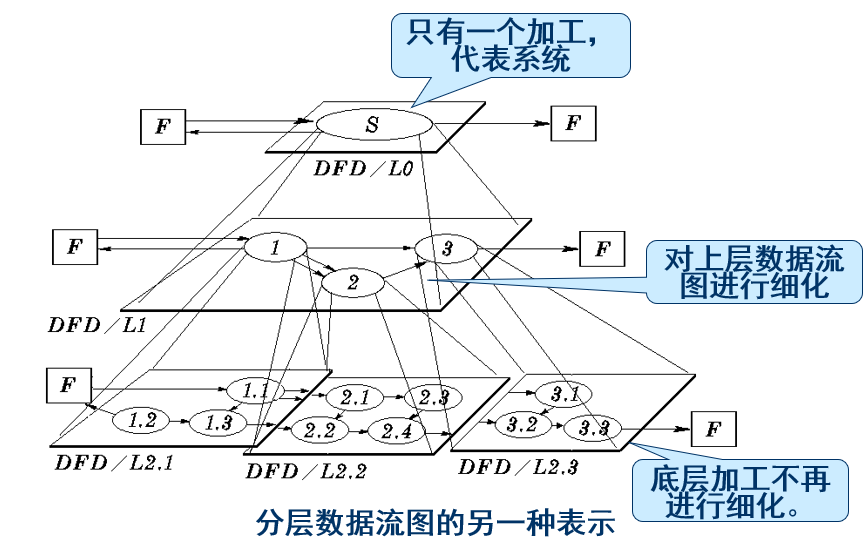 只有一个加工，
代表系统
F
S
F
DFD/L0
F
1
3
F
2
对上层数据流
图进行细化
DFD/L1
F
1.1
2.1
2.3
3.1
1.2
1.3
2.2
2.4
3.2
3.3
F
DFD/L2.1
DFD/L2.2
DFD/L2.3
底层加工不再
进行细化。
分层数据流图的另一种表示